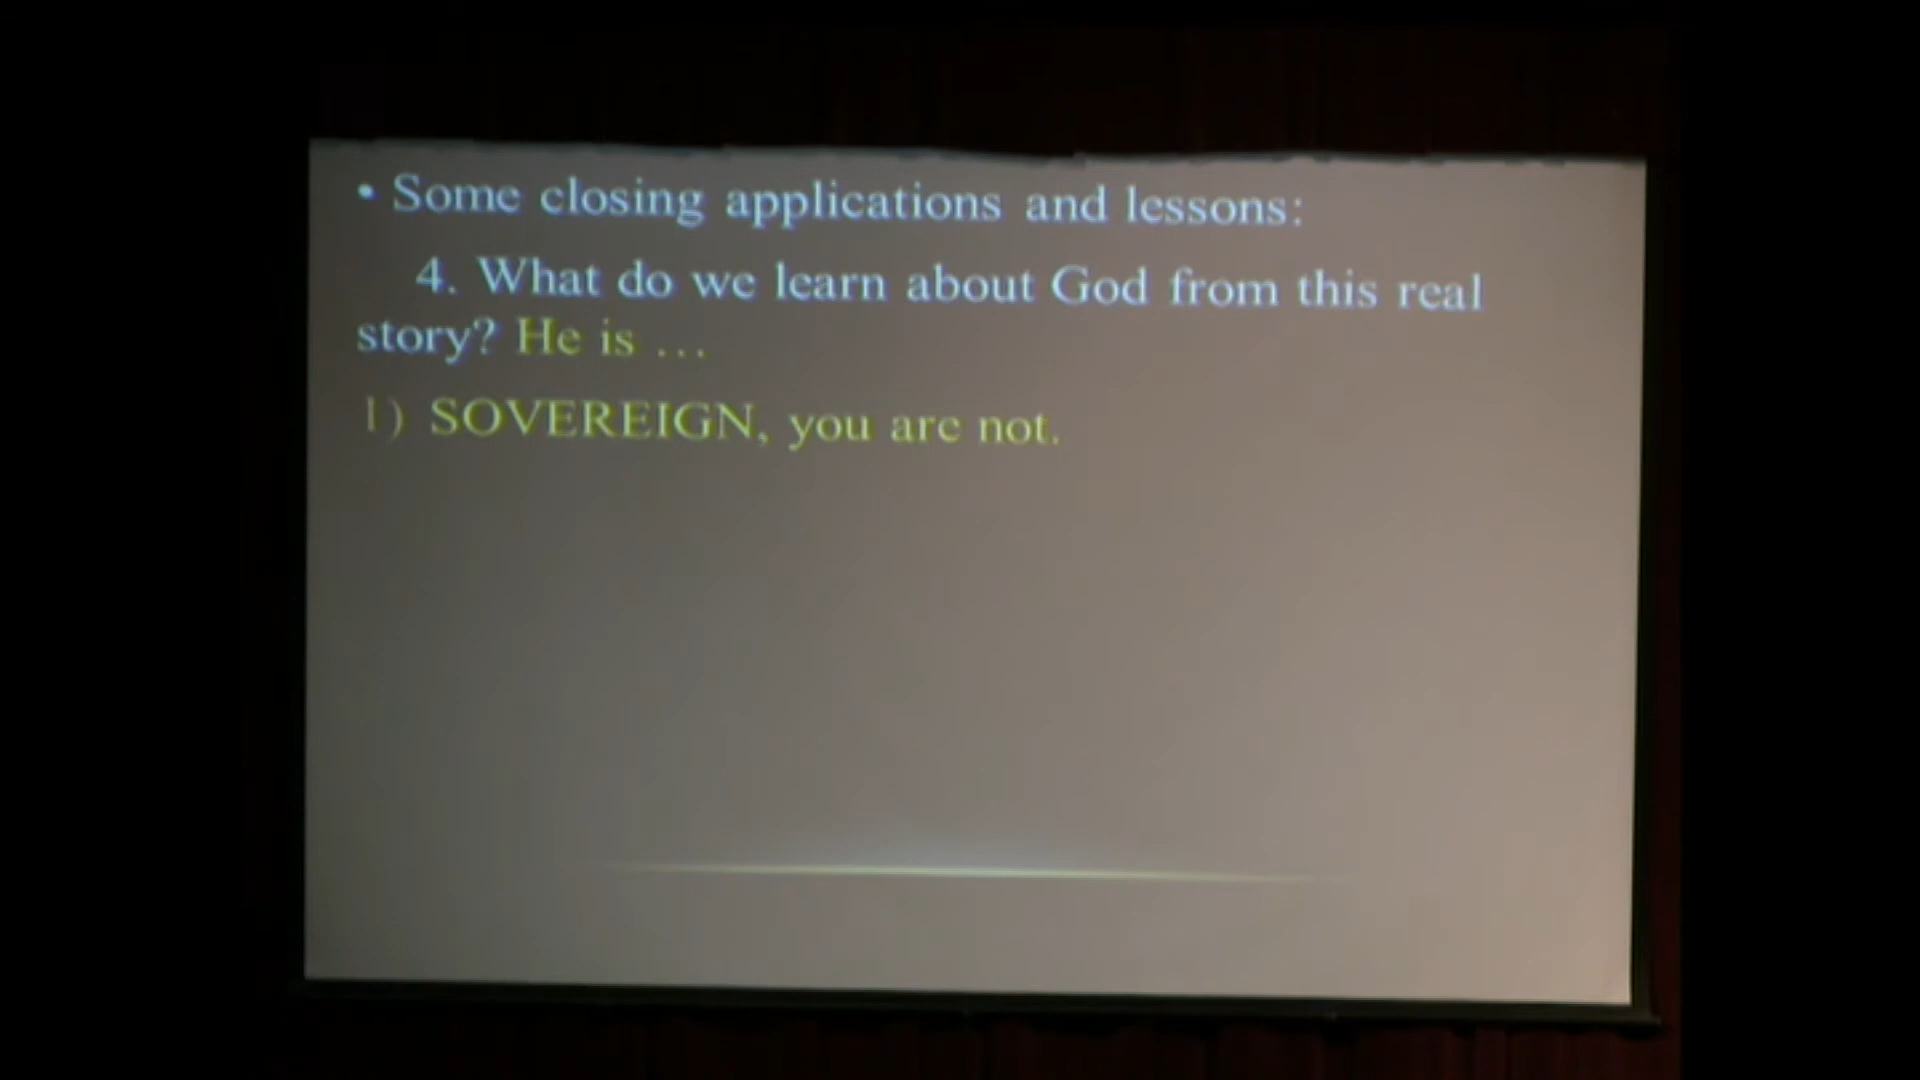 • Some closing applications and lessons:
4. What do we learn about God from this real
story? He is ...
1) SOVEREIGN, you are not.